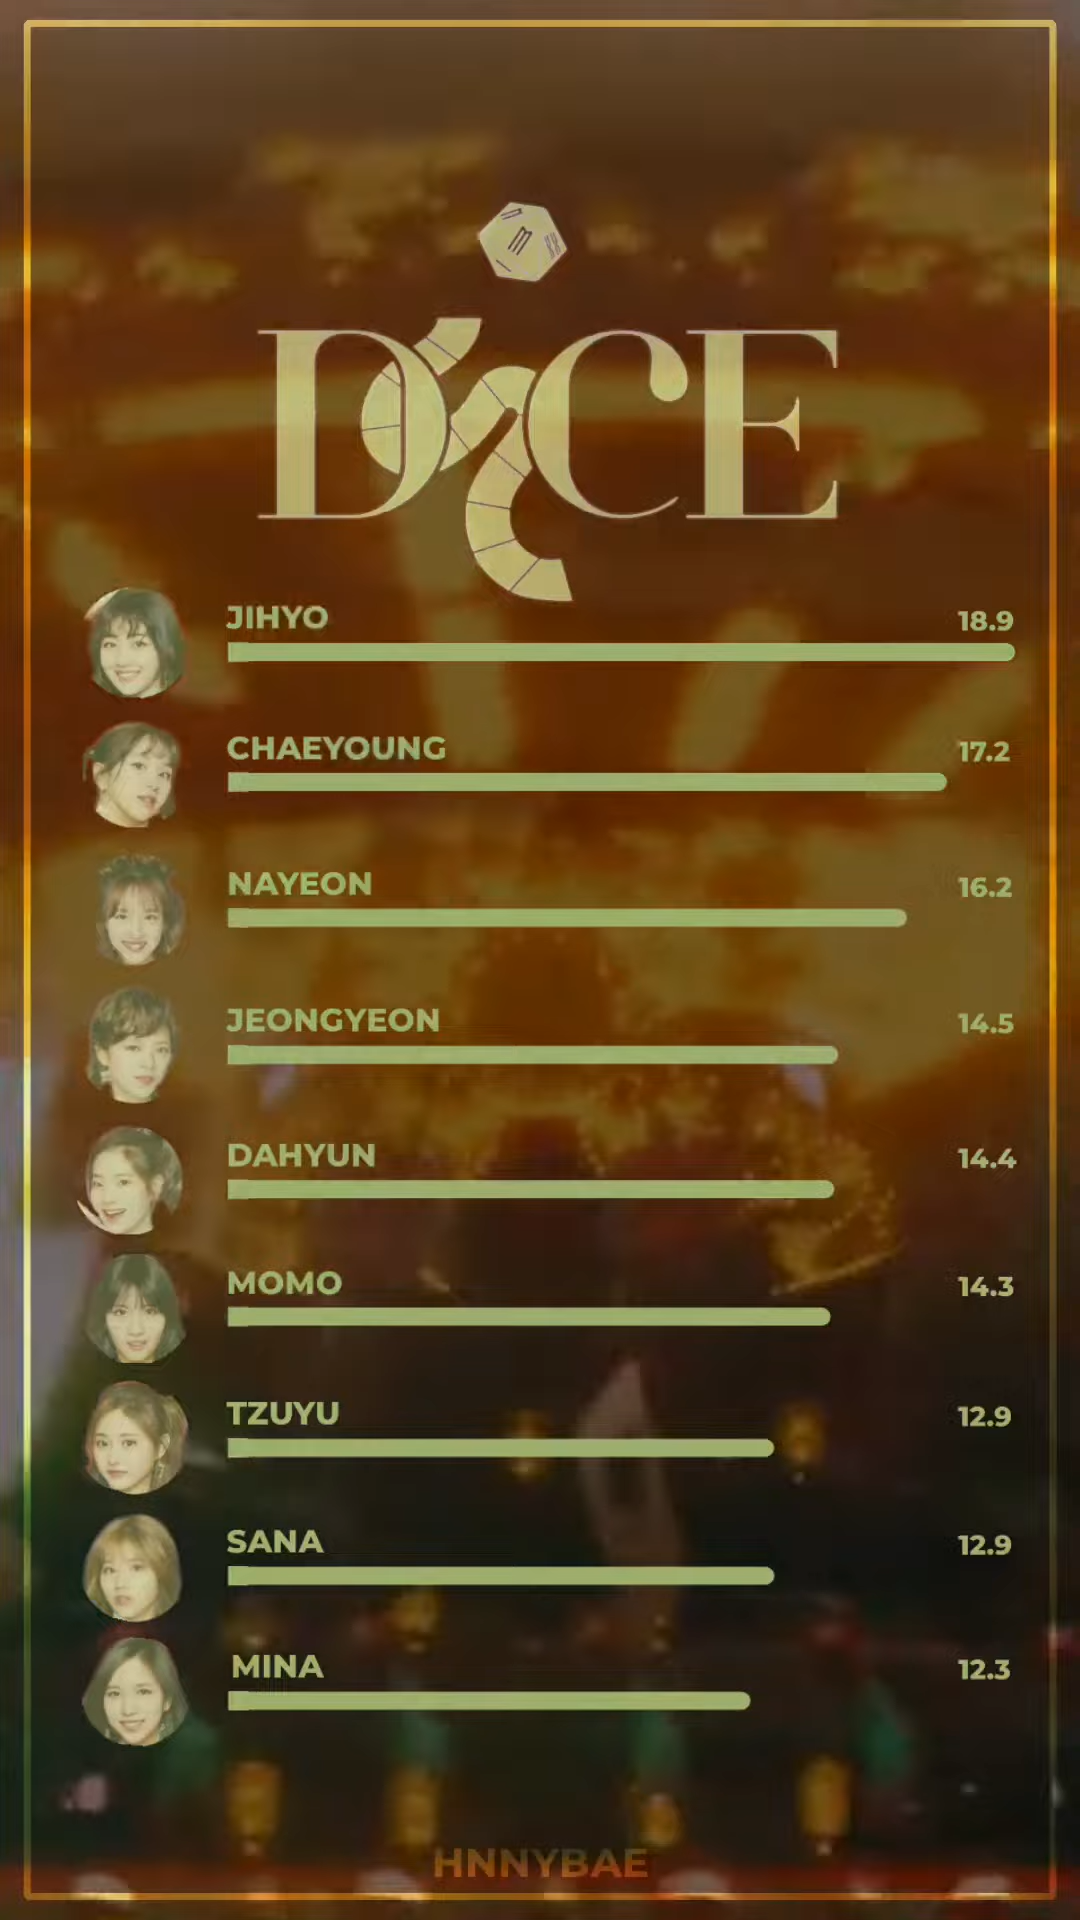 DICE
JIHYO 18.9
CHAEYOUNG 17.2
NAYEON 16.2
JEONGYEON 14.5
DAHYUN 14.4
MOMO 14.3
TZUYU 12.9
SANA 12.9
MINA 12.3
HNNYBAE